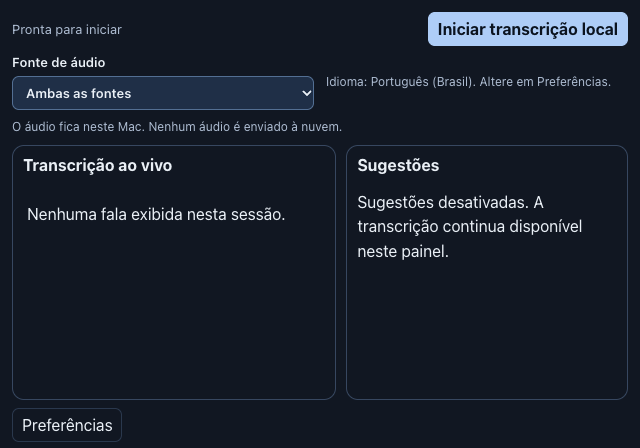 Pronta para iniciar
Iniciar transcrição local
Fonte de áudio
Ambas as fontes
Idioma: Português (Brasil). Altere em Preferências.
O áudio fica neste Mac. Nenhum áudio é enviado à nuvem.
Transcrição ao vivo
Nenhuma fala exibida nesta sessão.
Sugestões
Sugestões desativadas. A
transcrição continua disponível
neste painel.
Preferências